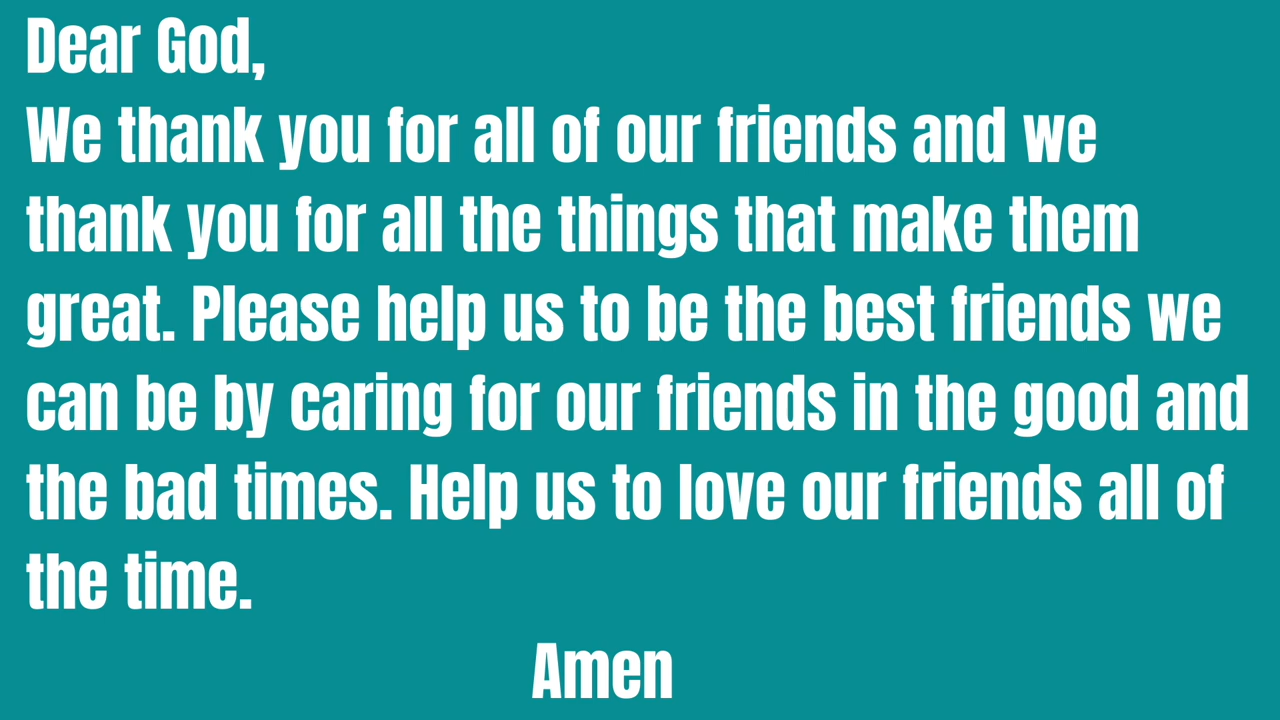 Dear God,
We thank you for all of our friends and we
thank you for all the things that make them
great. Please help us to be the best friends we
can be by caring for our friends in the good and
the bad times. Help us to love our friends all of
the time.
Amen